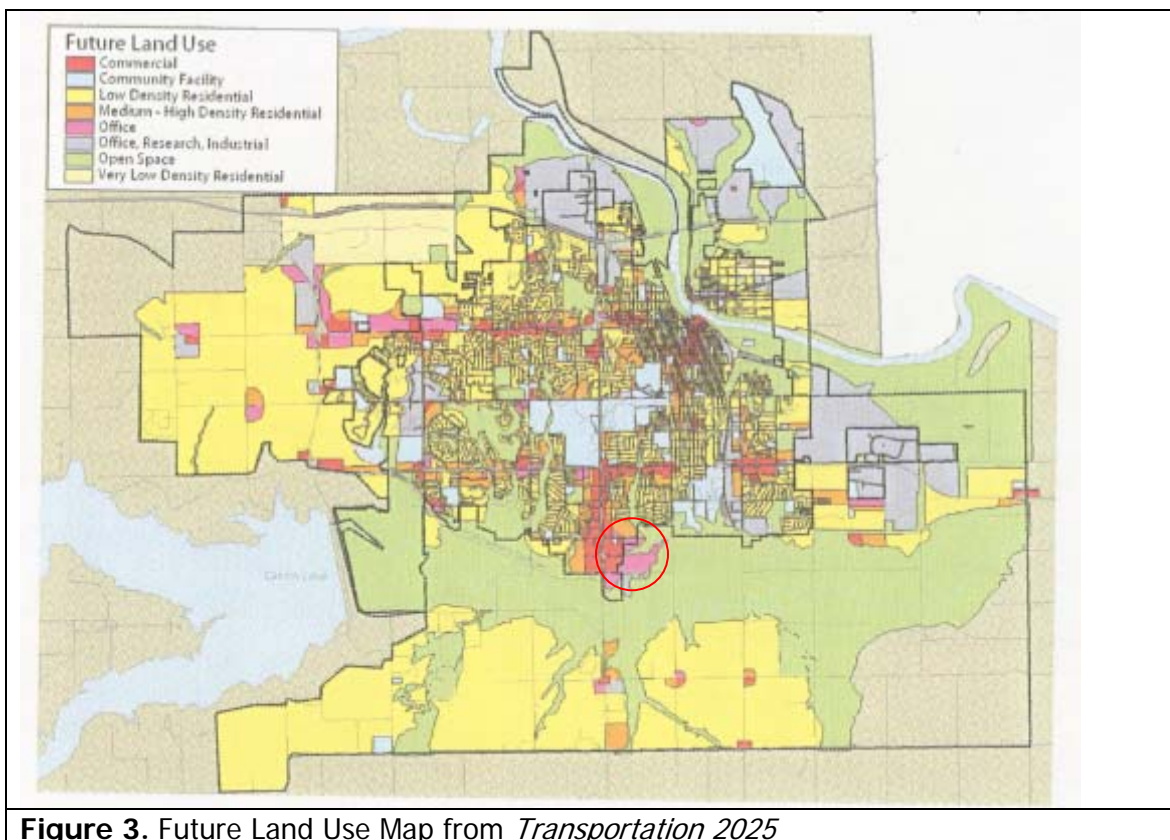 Future Land Use
Commercial
Community Facility
Low Density Residential
Medium - High Density Residential
Office
Office, Research, Industrial
Open Space
Very Low Density Residential
Figure 3. Future Land Use Map from Transportation 2025